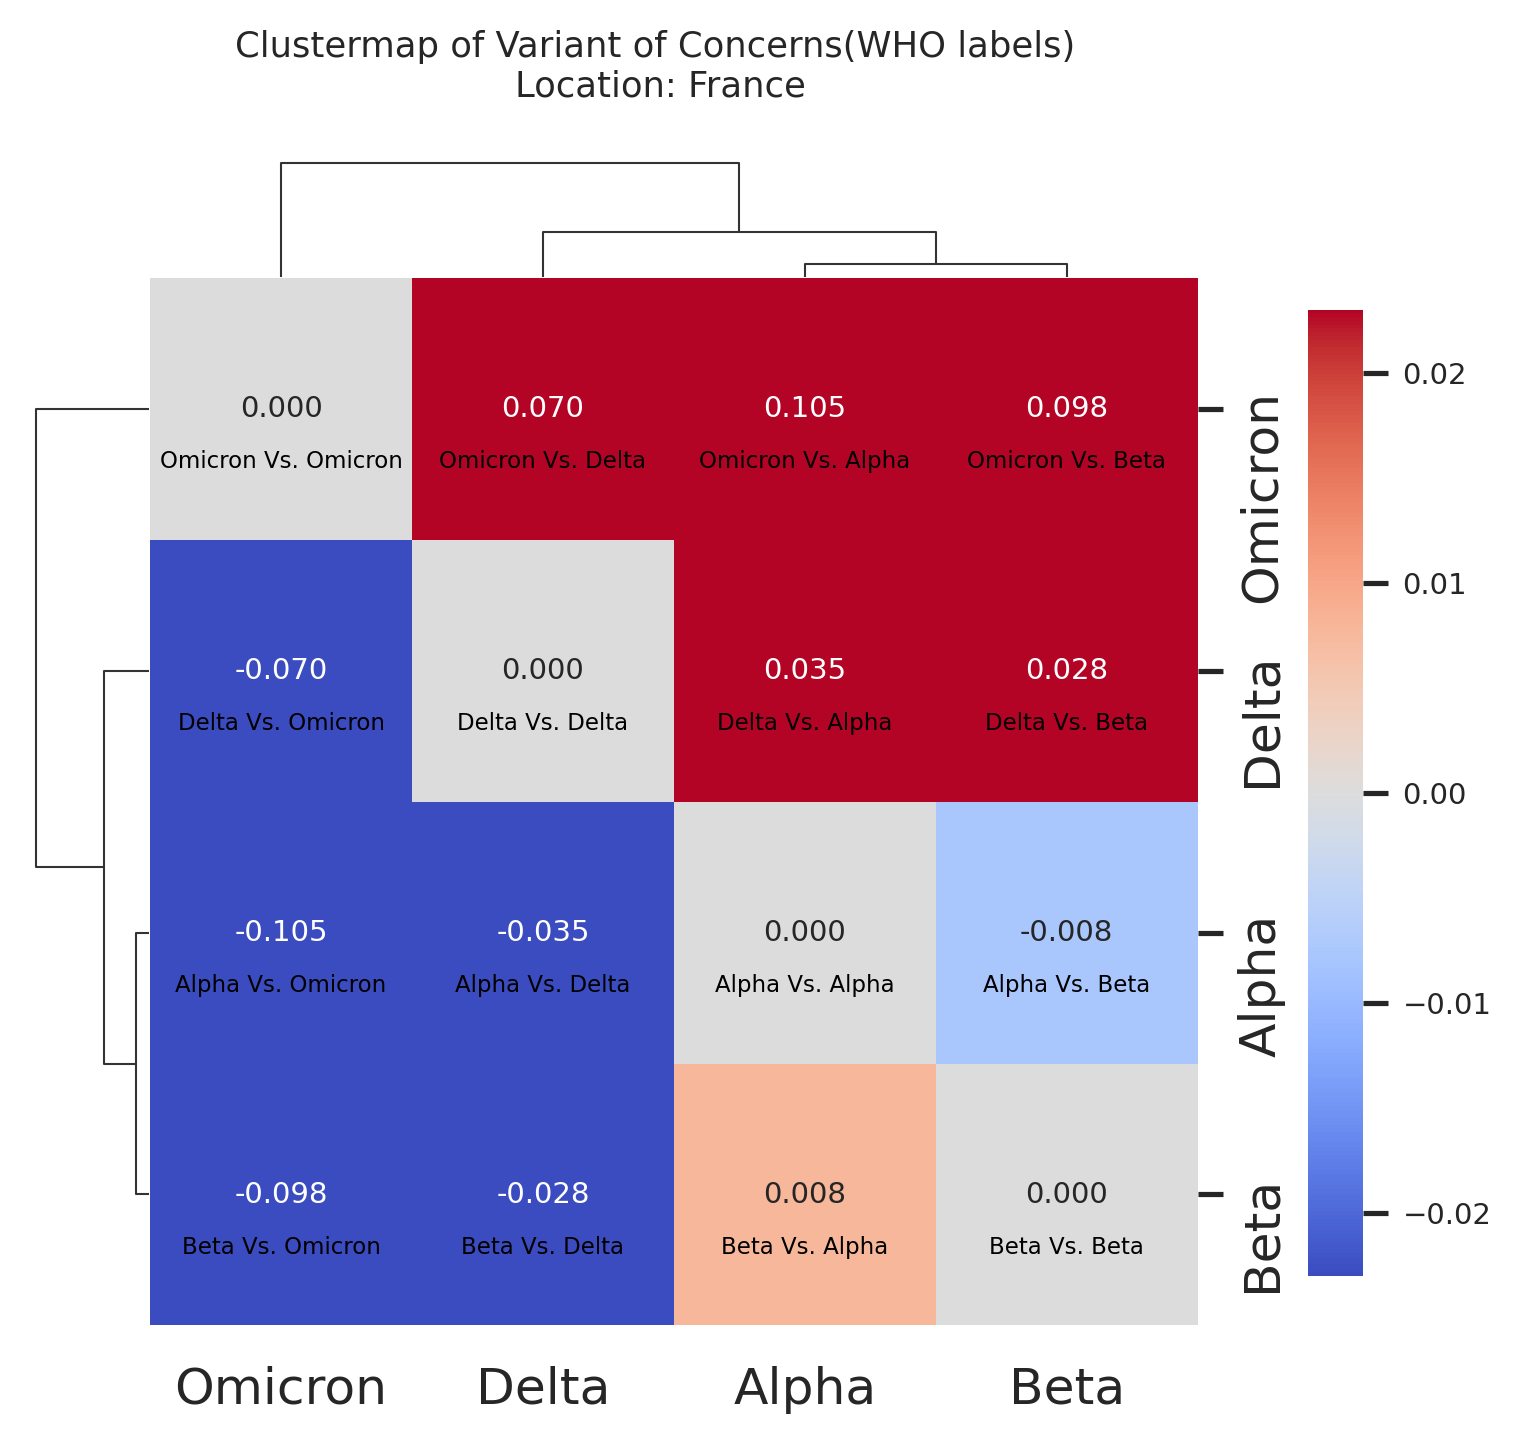 Clustermap of Variant of Concerns(WHO labels)
Location: France
0.000
0.070
0.105
0.098
Omicron Vs. Omicron
Omicron Vs. Delta
Omicron Vs. Alpha
Omicron Vs. Beta
-0.070
0.000
0.035
0.028
Delta Vs. Omicron
Delta Vs. Delta
Delta Vs. Alpha
Delta Vs. Beta
-0.105
-0.035
0.000
-0.008
Alpha Vs. Omicron
Alpha Vs. Delta
Alpha Vs. Alpha
Alpha Vs. Beta
-0.098
-0.028
0.008
0.000
Beta Vs. Omicron
Beta Vs. Delta
Beta Vs. Alpha
Beta Vs. Beta
Omicron
Delta
Alpha
Beta
Omicron
Delta
Alpha
Beta
0.02
0.01
0.00
−0.01
−0.02